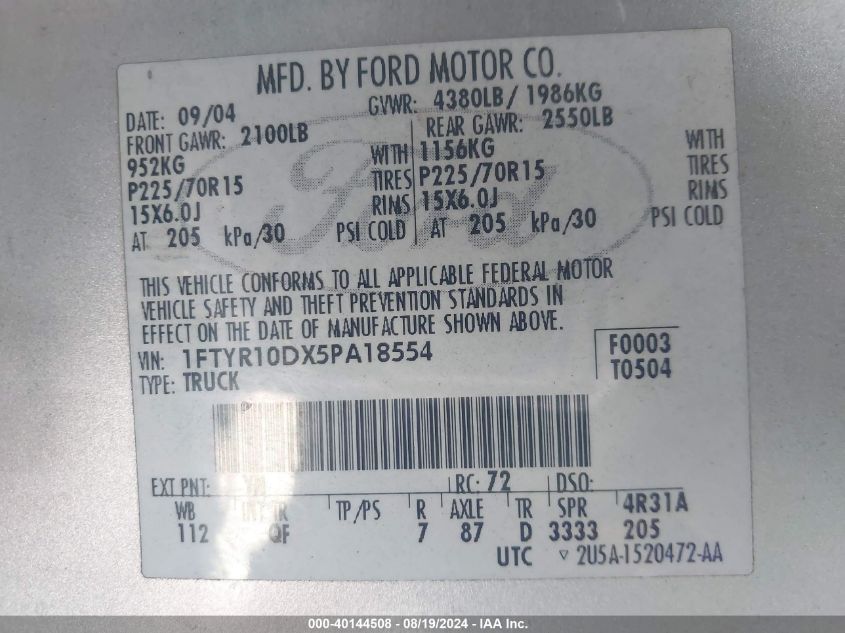 MFD. BY FORD MOTOR CO.
DATE: 09/04 GVWR: 4380LB/ 1986KG
FRONT GAWR: 2100LB REAR GAWR: 2550LB
952KG WITH 1156KG WITH
P225/70R15 TIRES P225/70R15 TIRES
15X6.0J RINS 15X6.0J RINS
AT 205 kPa/30 PSI COLD AT 205 kPa/30 PSI COLD
Ford
THIS VEHICLE CONFORMS TO ALL APPLICABLE FEDERAL MOTOR
VEHICLE SAFETY AND THEFT PREVENTION STANDARDS IN
EFFECT ON THE DATE OF MANUFACTURE SHOWN ABOVE.
VIN: 1FTYR10DX5PA18554 F0003
TYPE: TRUCK T0504
EXT PNT: RC: 72 DSO:
WB INT TR TP/PS R AXLE TR SPR 4R31A
112 QF 7 87 D 3333 205
UTC ▽ 2U5A-1520472-AA
000-40144508 - 08/19/2024 - IAA Inc.